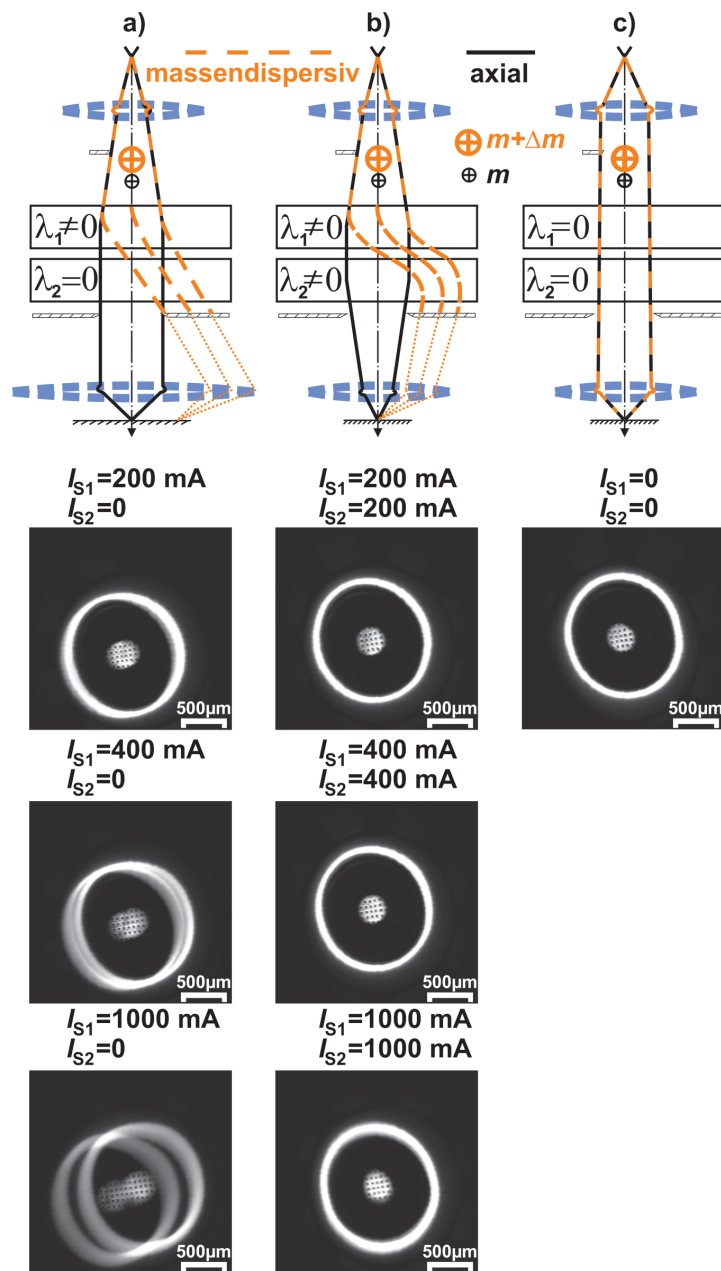 a) b) c)
massendispersiv axial
m+Δm
m
λ1≠0 λ1≠0 λ1=0
λ2=0 λ2≠0 λ2=0
IS1=200 mA IS1=200 mA IS1=0
IS2=0 IS2=200 mA IS2=0
500µm 500µm 500µm
IS1=400 mA IS1=400 mA
IS2=0 IS2=400 mA
500µm 500µm
IS1=1000 mA IS1=1000 mA
IS2=0 IS2=1000 mA
500µm 500µm